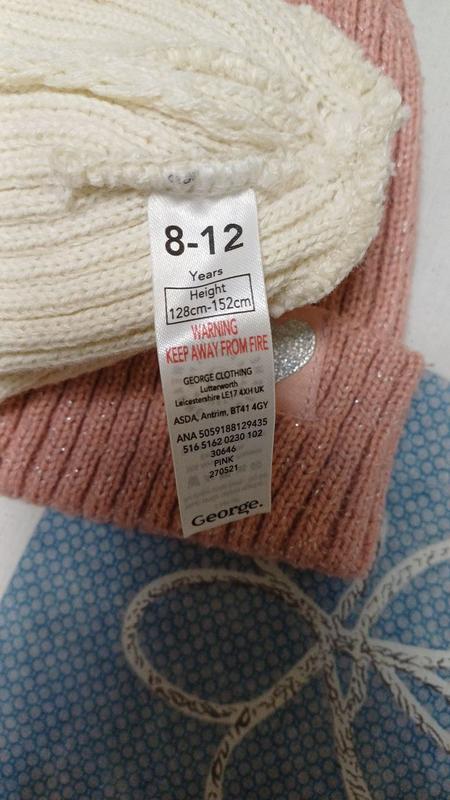 8-12
Years
Height
128cm-152cm
WARNING
KEEP AWAY FROM FIRE
GEORGE CLOTHING
Lutterworth
Leicestershire LE17 4XH UK
ASDA, Antrim, BT41 4GY
ANA 5059188129435
516 5162 0230 102
30646
PINK
270521
George.